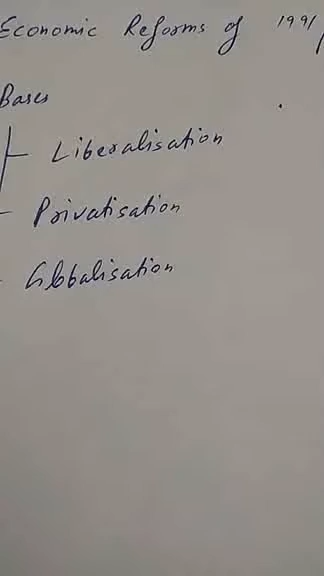 Economic Reforms of 1991
Bases
Liberalisation
Privatisation
Globalisation